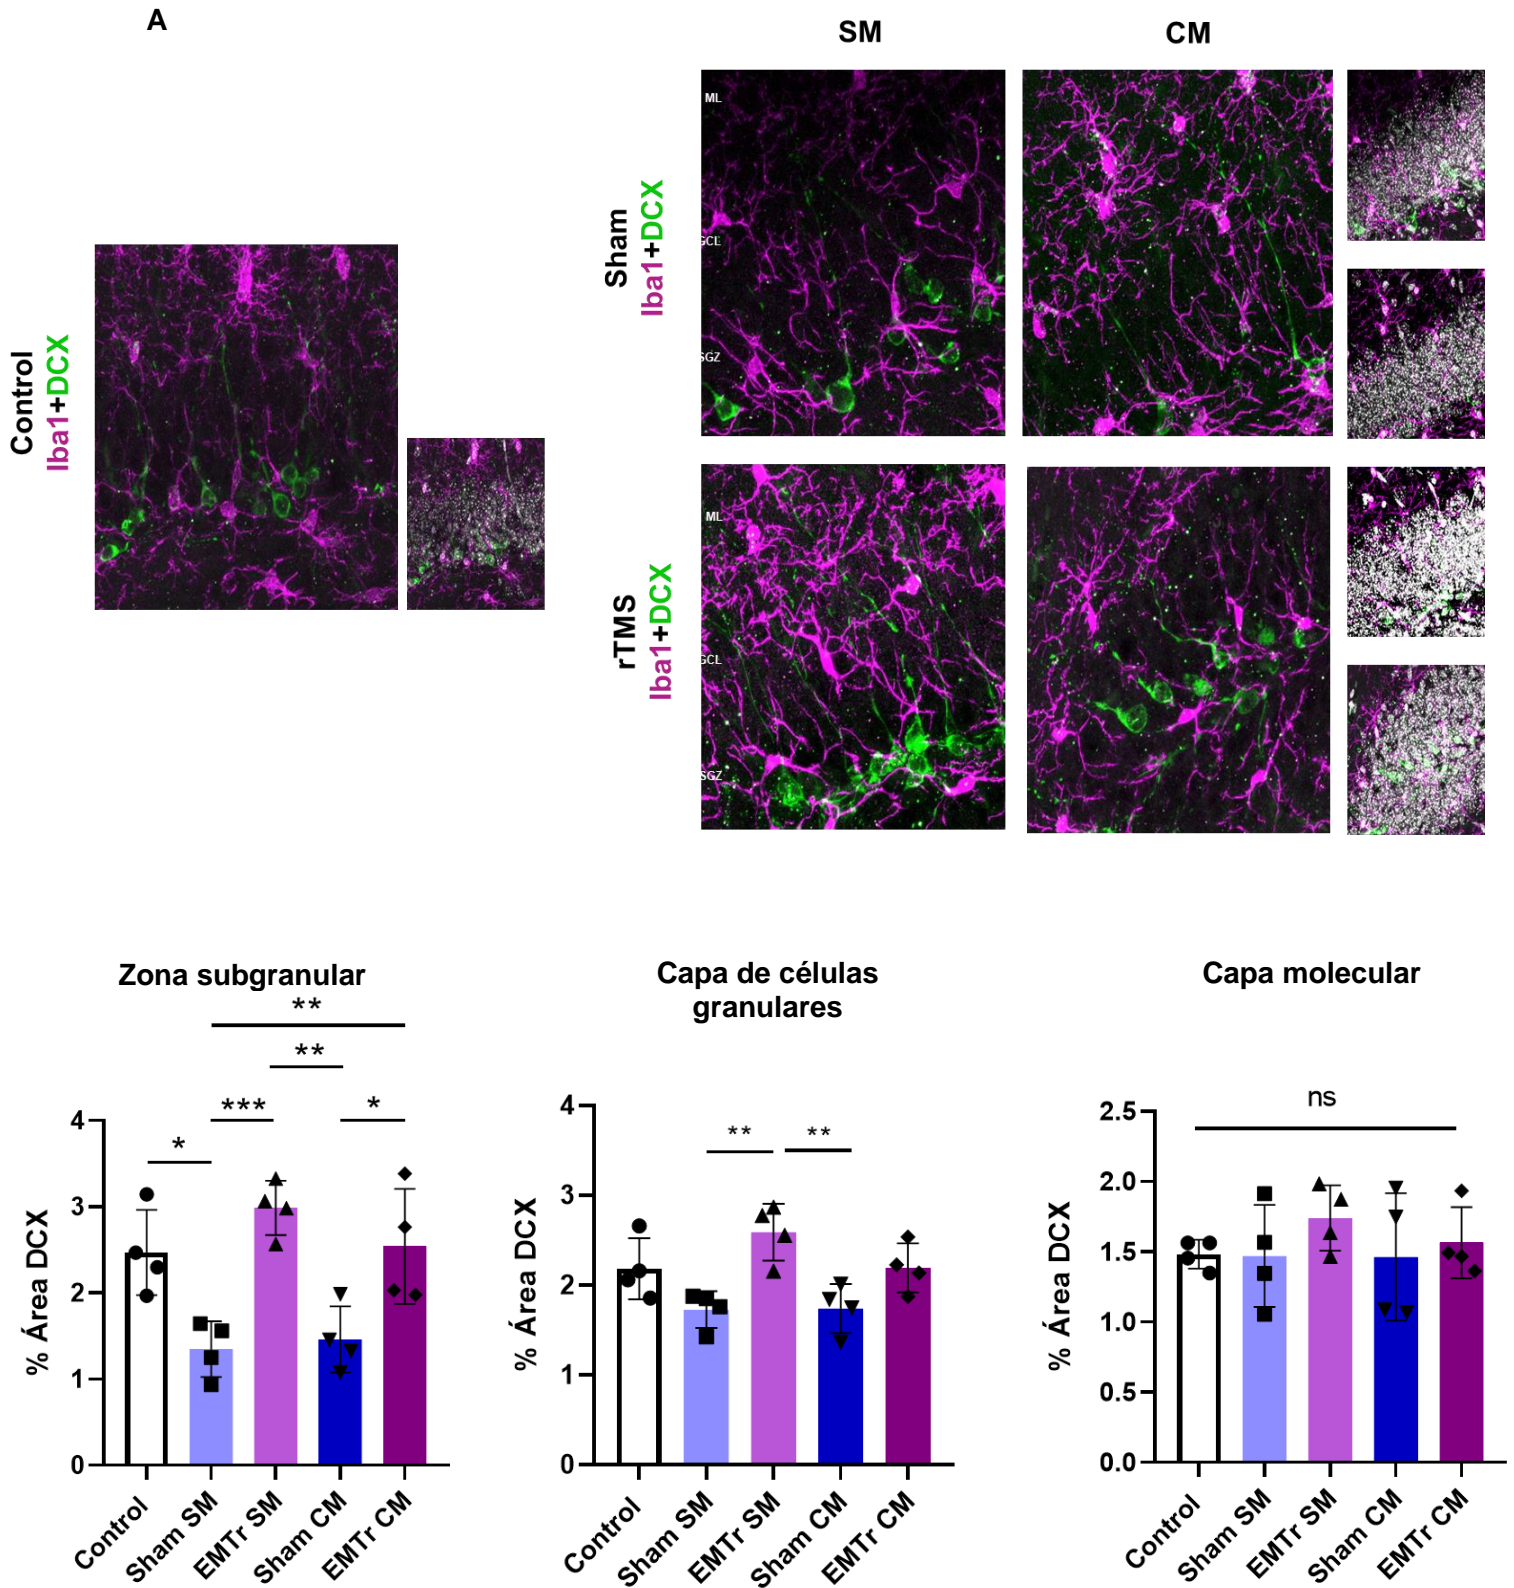 A
SM
CM
Control
Iba1+DCX
Sham
Iba1+DCX
ML
GCL
SGZ
rTMS
Iba1+DCX
ML
GCL
SGZ
Zona subgranular
**
**
***
*
*
% Área DCX
4
3
2
1
0
Control
Sham SM
EMTr SM
Sham CM
EMTr CM
Capa de células
granulares
**
**
% Área DCX
4
3
2
1
0
Control
Sham SM
EMTr SM
Sham CM
EMTr CM
Capa molecular
ns
% Área DCX
2.5
2.0
1.5
1.0
0.5
0.0
Control
Sham SM
EMTr SM
Sham CM
EMTr CM